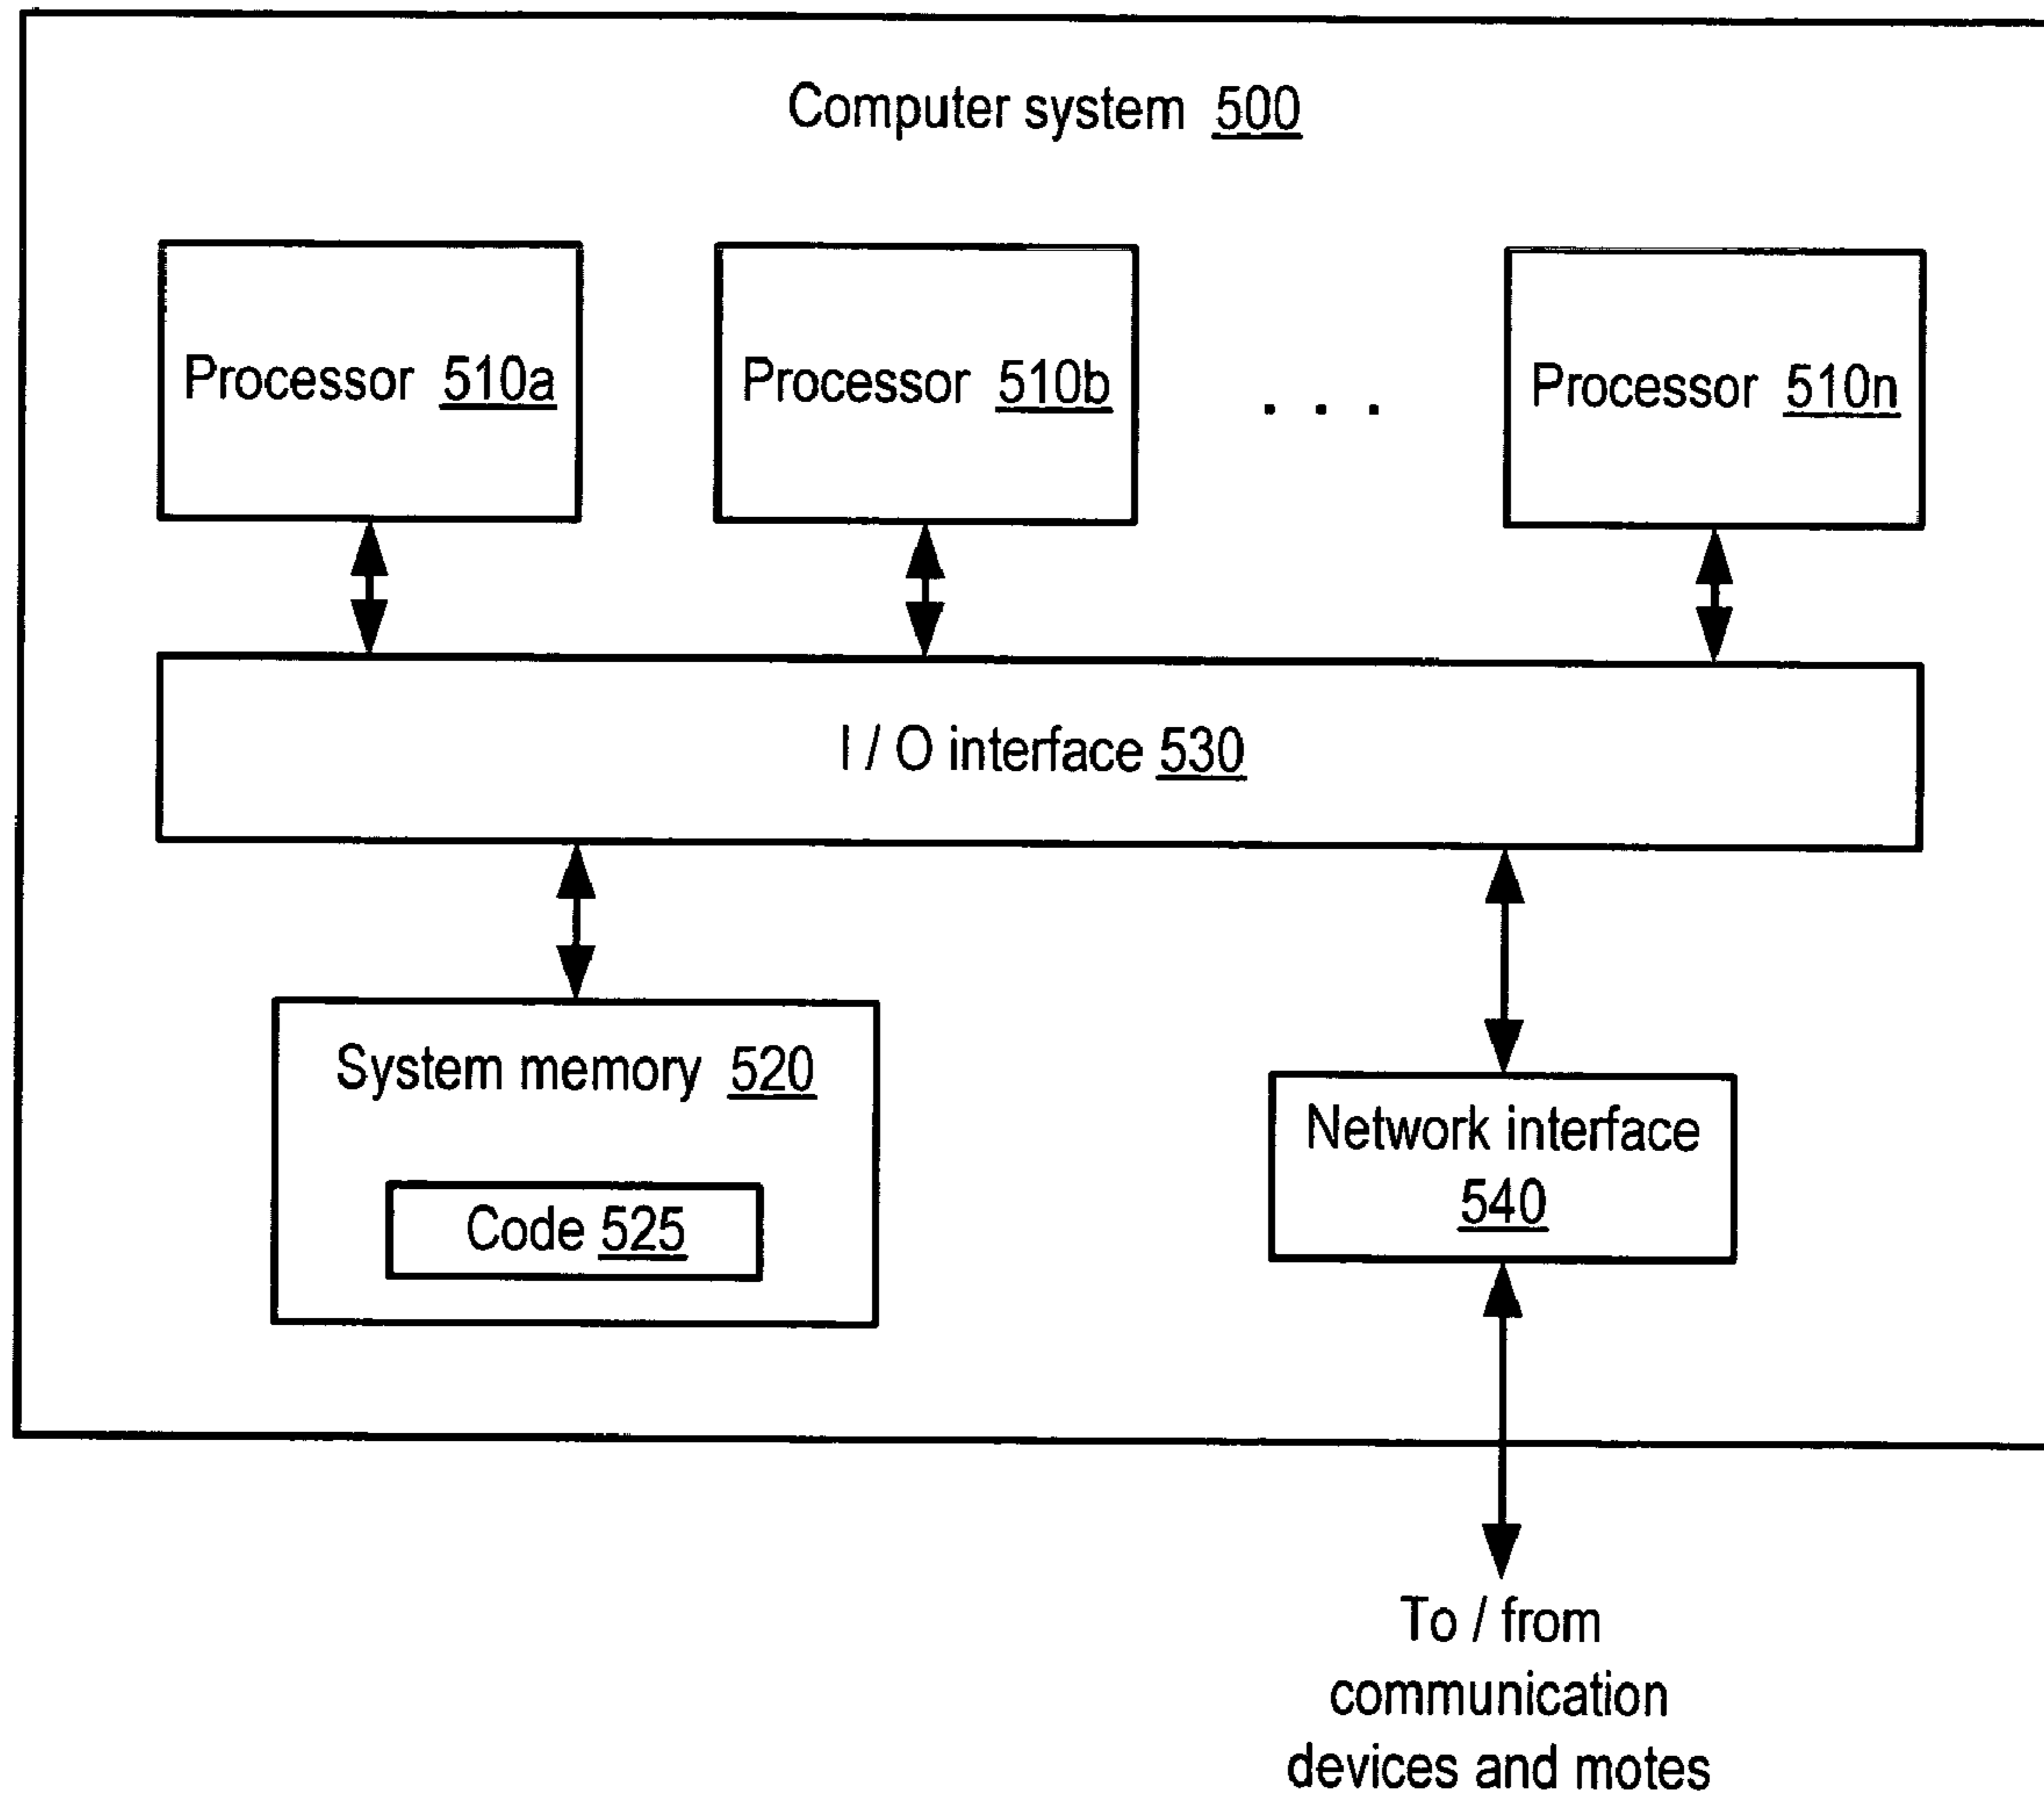 Computer system 500
Processor 510a
Processor 510b
. . .
Processor 510n
I / O interface 530
System memory 520
Code 525
Network interface
540
To / from
communication
devices and motes